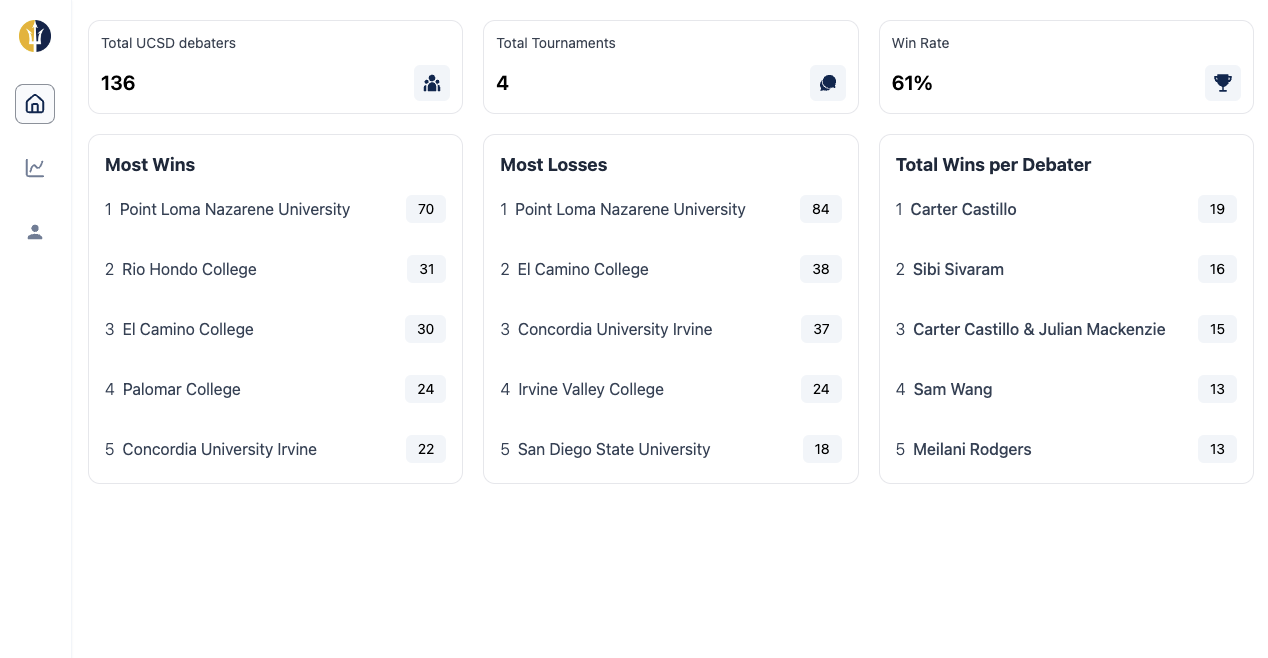 Total UCSD debaters
136
Total Tournaments
4
Win Rate
61%
Most Wins
1 Point Loma Nazarene University 70
2 Rio Hondo College 31
3 El Camino College 30
4 Palomar College 24
5 Concordia University Irvine 22
Most Losses
1 Point Loma Nazarene University 84
2 El Camino College 38
3 Concordia University Irvine 37
4 Irvine Valley College 24
5 San Diego State University 18
Total Wins per Debater
1 Carter Castillo 19
2 Sibi Sivaram 16
3 Carter Castillo & Julian Mackenzie 15
4 Sam Wang 13
5 Meilani Rodgers 13